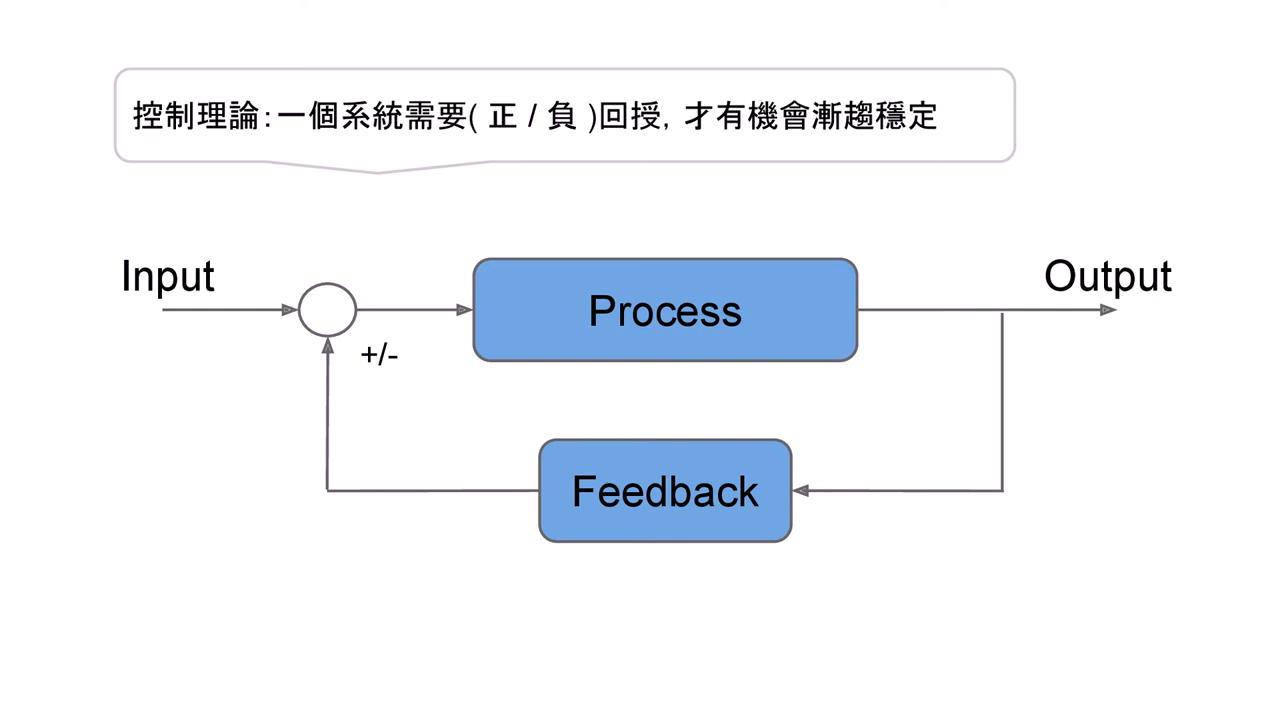 控制理論：一個系統需要( 正 / 負 )回授，才有機會漸趨穩定
Input
Process
Output
+/-
Feedback